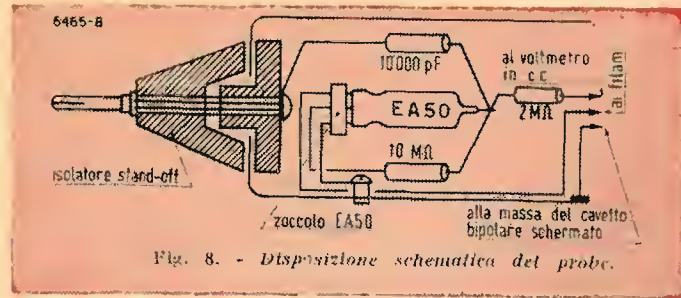 6465-8
10000 pF
al voltmetro
in c.c.
ai filam
EA50
2MΩ
10 MΩ
isolatore stand-off
zoccolo EA50
alla massa del cavetto
bipolare schermato
Fig. 8. - Disposizione schematica del probe.